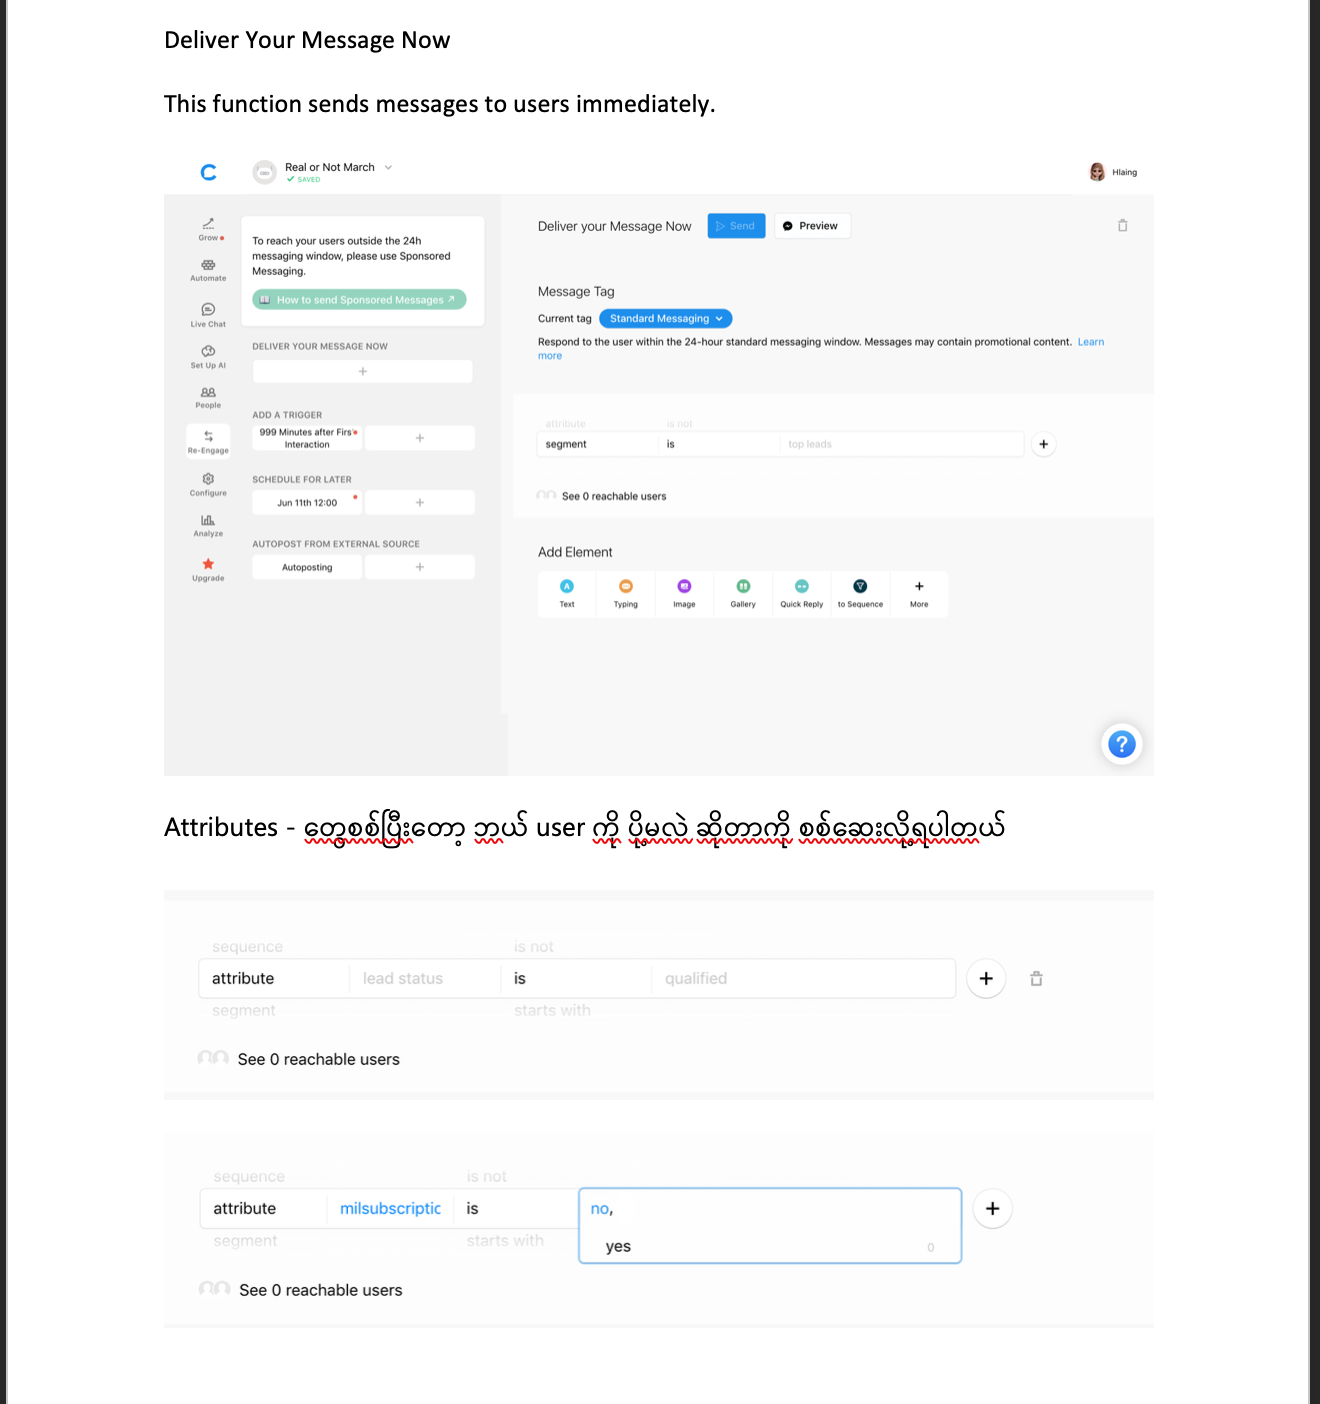 Deliver Your Message Now
This function sends messages to users immediately.
Real or Not March
SAVED
Hlaing
Grow
Automate
Live Chat
Set Up AI
People
Re-Engage
Configure
Analyze
Upgrade
To reach your users outside the 24h
messaging window, please use Sponsored
Messaging.
How to send Sponsored Messages ↗
DELIVER YOUR MESSAGE NOW
+
ADD A TRIGGER
999 Minutes after Firs
Interaction
+
SCHEDULE FOR LATER
Jun 11th 12:00
+
AUTOPOST FROM EXTERNAL SOURCE
Autoposting
+
Deliver your Message Now Send Preview
Message Tag
Current tag Standard Messaging
Respond to the user within the 24-hour standard messaging window. Messages may contain promotional content. Learn
more
attribute is not
segment is top leads +
See 0 reachable users
Add Element
A
Text Typing Image Gallery Quick Reply to Sequence More
?
Attributes - တွေစစ်ပြီးတော့ ဘယ် user ကို ပို့မလဲ ဆိုတာကို စစ်ဆေးလို့ရပါတယ်
sequence is not
attribute lead status is qualified +
segment starts with
See 0 reachable users
sequence is not
attribute milsubscriptic is no, +
segment starts with yes 0
See 0 reachable users